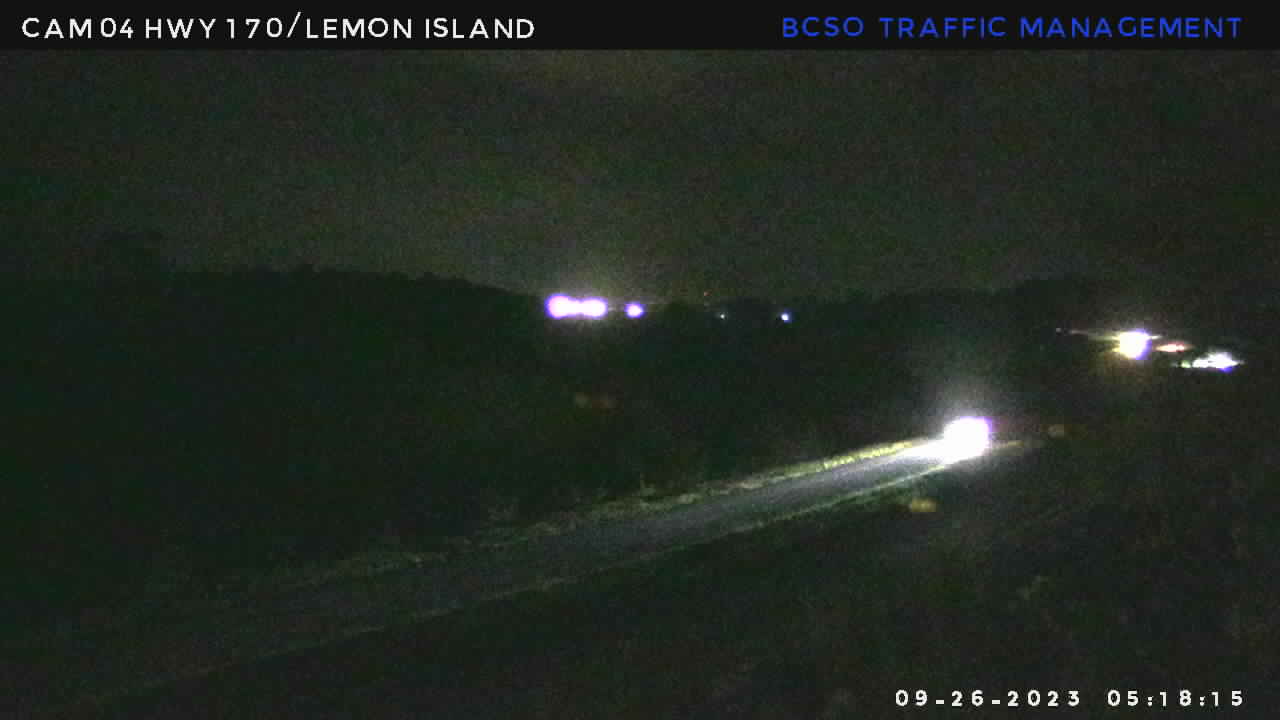 CAM04 HWY 170/LEMON ISLAND
BCSO TRAFFIC MANAGEMENT
09-26-2023 05:18:15